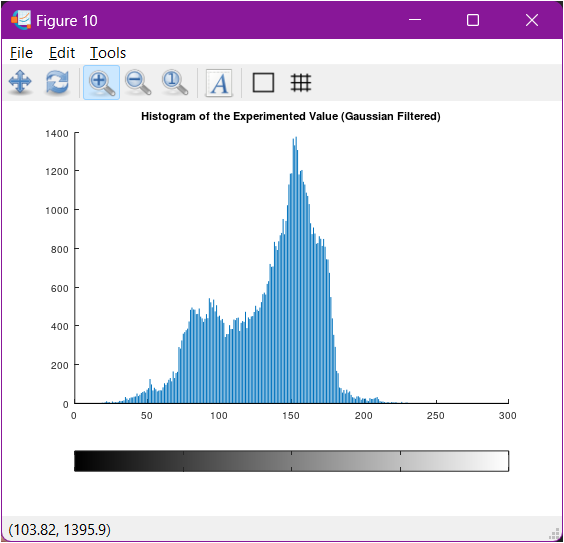 Figure 10
File Edit Tools
A
Histogram of the Experimented Value (Gaussian Filtered)
1400
1200
1000
800
600
400
200
0
0 50 100 150 200 250 300
(103.82, 1395.9)